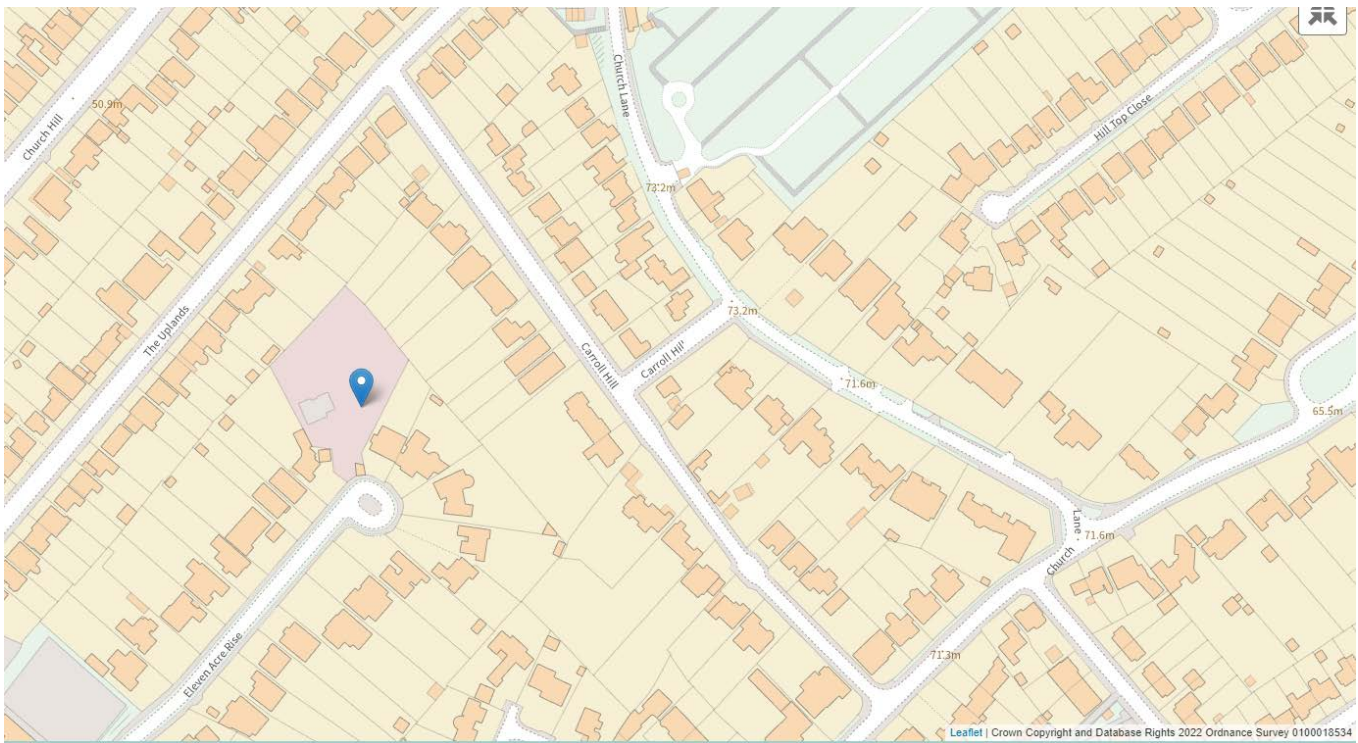 50.9m
Church Hill
Church Lane
Hill Top Close
73.2m
73.2m
The Uplands
Carroll Hill
Carroll Hil'
71.6m
65.5m
Lane
71.6m
Church
Eleven Acre Rise
71.3m
Leaflet | Crown Copyright and Database Rights 2022 Ordnance Survey 0100018534